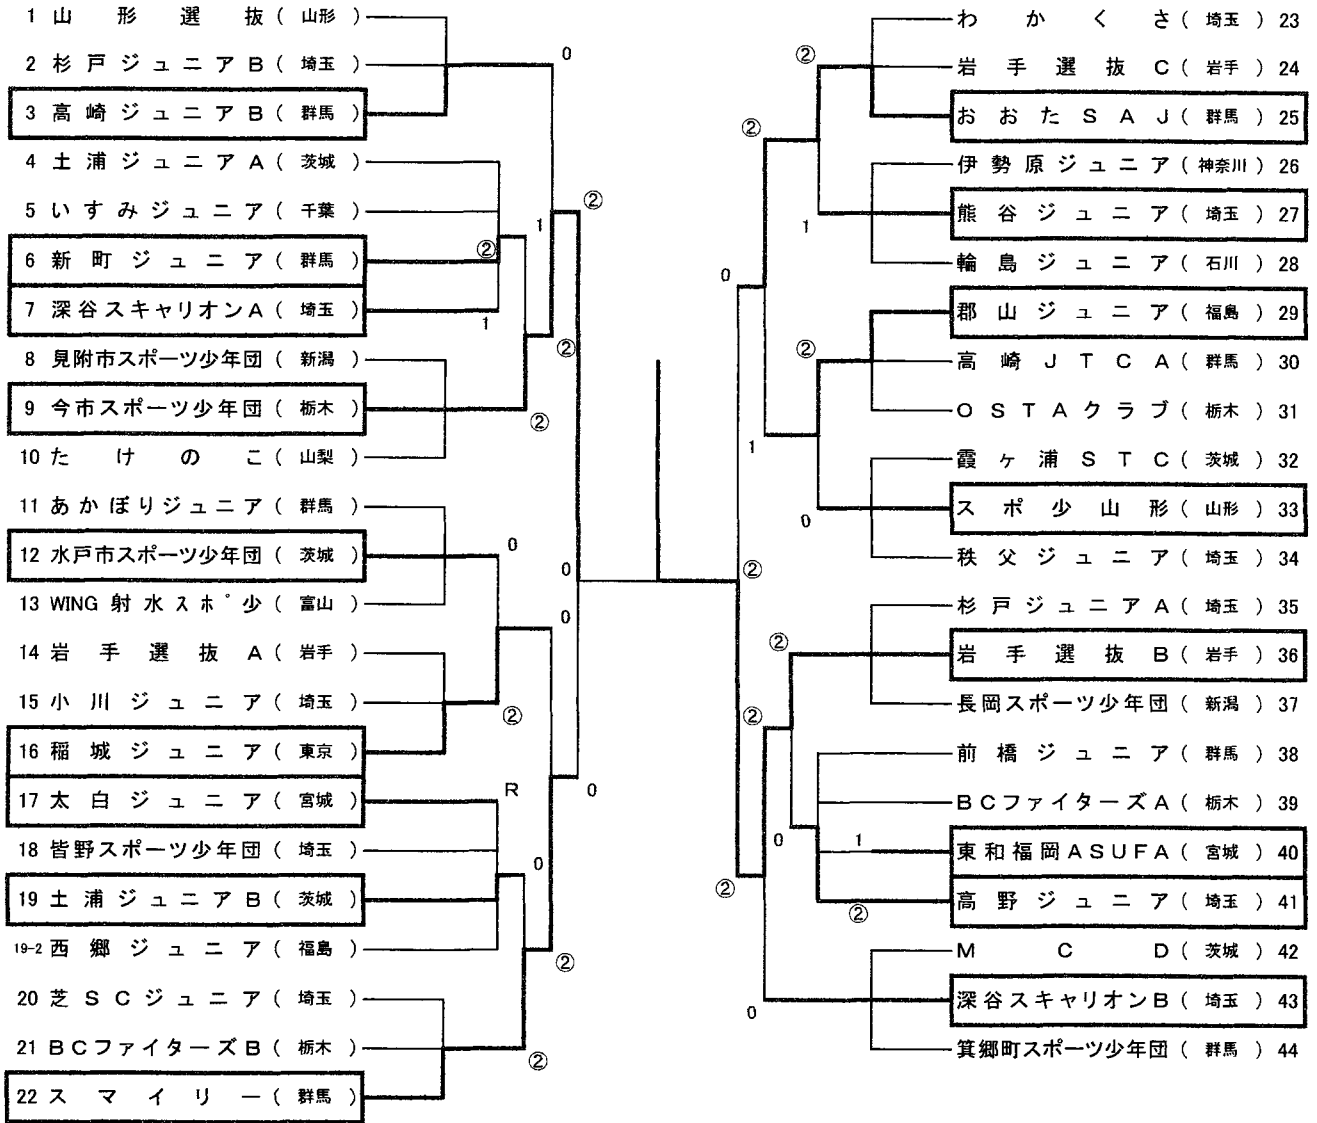 1 山形選抜 ( 山形 )
2 杉戸ジュニアB ( 埼玉 )
3 高崎ジュニアB ( 群馬 )
4 土浦ジュニアA ( 茨城 )
5 いすみジュニア ( 千葉 )
6 新町ジュニア ( 群馬 )
7 深谷スキャリオンA ( 埼玉 )
8 見附市スポーツ少年団 ( 新潟 )
9 今市スポーツ少年団 ( 栃木 )
10 たけのこ ( 山梨 )
11 あかぼりジュニア ( 群馬 )
12 水戸市スポーツ少年団 ( 茨城 )
13 WING射水スポ少 ( 富山 )
14 岩手選抜A ( 岩手 )
15 小川ジュニア ( 埼玉 )
16 稲城ジュニア ( 東京 )
17 太白ジュニア ( 宮城 )
18 皆野スポーツ少年団 ( 埼玉 )
19 土浦ジュニアB ( 茨城 )
19-2 西郷ジュニア ( 福島 )
20 芝SCジュニア ( 埼玉 )
21 BCファイターズB ( 栃木 )
22 スマイリー ( 群馬 )
0
②
1
②
1
②
②
0
0
0
②
R
0
0
②
②
②
②
1
0
②
1
0
②
②
②
0
1
②
②
0
わかくさ ( 埼玉 ) 23
岩手選抜C ( 岩手 ) 24
おおたSAJ ( 群馬 ) 25
伊勢原ジュニア ( 神奈川 ) 26
熊谷ジュニア ( 埼玉 ) 27
輪島ジュニア ( 石川 ) 28
郡山ジュニア ( 福島 ) 29
高崎JTCA ( 群馬 ) 30
OSTAクラブ ( 栃木 ) 31
霞ヶ浦STC ( 茨城 ) 32
スポ少山形 ( 山形 ) 33
秩父ジュニア ( 埼玉 ) 34
杉戸ジュニアA ( 埼玉 ) 35
岩手選抜B ( 岩手 ) 36
長岡スポーツ少年団 ( 新潟 ) 37
前橋ジュニア ( 群馬 ) 38
BCファイターズA ( 栃木 ) 39
東和福岡ASUFA ( 宮城 ) 40
高野ジュニア ( 埼玉 ) 41
MCD ( 茨城 ) 42
深谷スキャリオンB ( 埼玉 ) 43
箕郷町スポーツ少年団 ( 群馬 ) 44